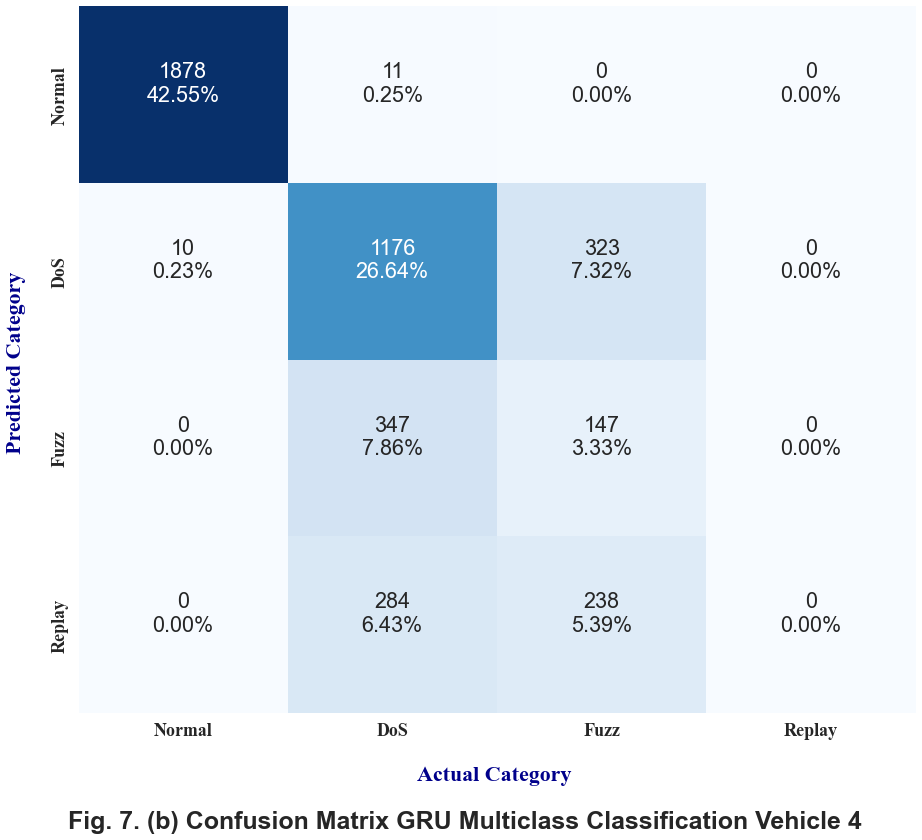 1878 11 0 0
42.55% 0.25% 0.00% 0.00%
Normal
10 1176 323 0
0.23% 26.64% 7.32% 0.00%
DoS
Predicted Category
0 347 147 0
0.00% 7.86% 3.33% 0.00%
Fuzz
0 284 238 0
0.00% 6.43% 5.39% 0.00%
Replay
Normal DoS Fuzz Replay
Actual Category
Fig. 7. (b) Confusion Matrix GRU Multiclass Classification Vehicle 4